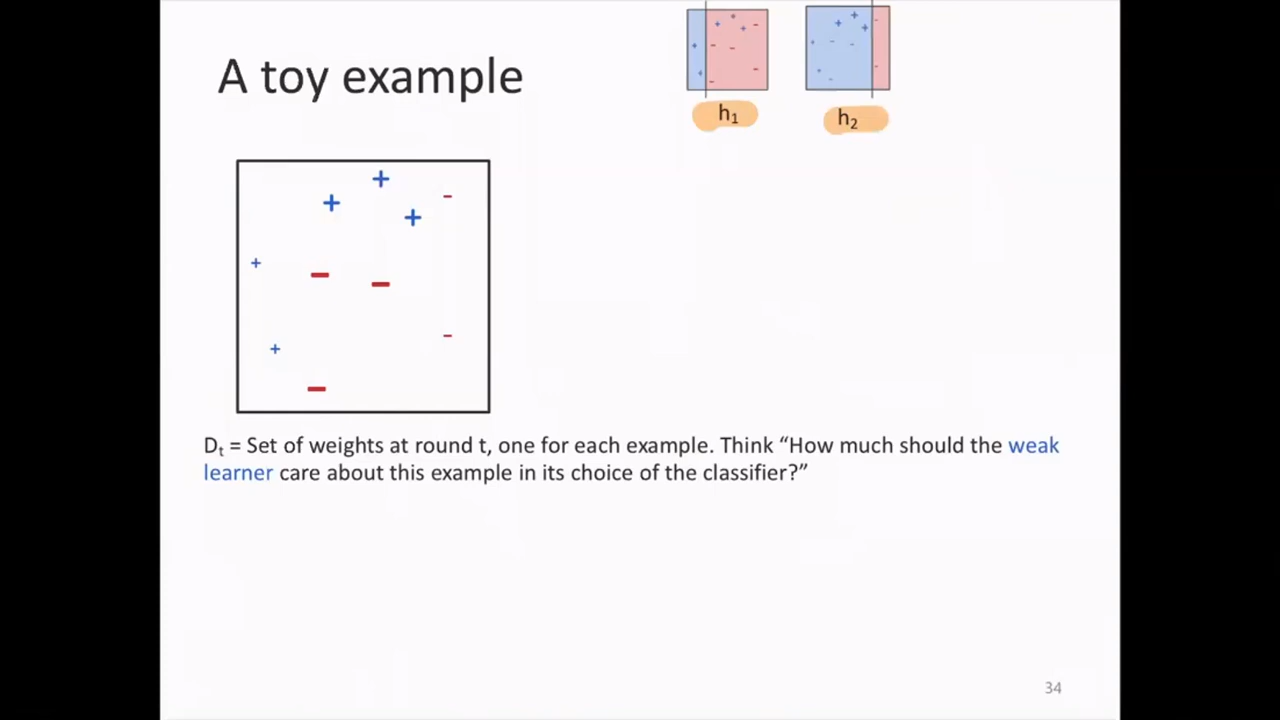 A toy example
h₁
h₂
Dₜ = Set of weights at round t, one for each example. Think “How much should the weak
learner care about this example in its choice of the classifier?”
34